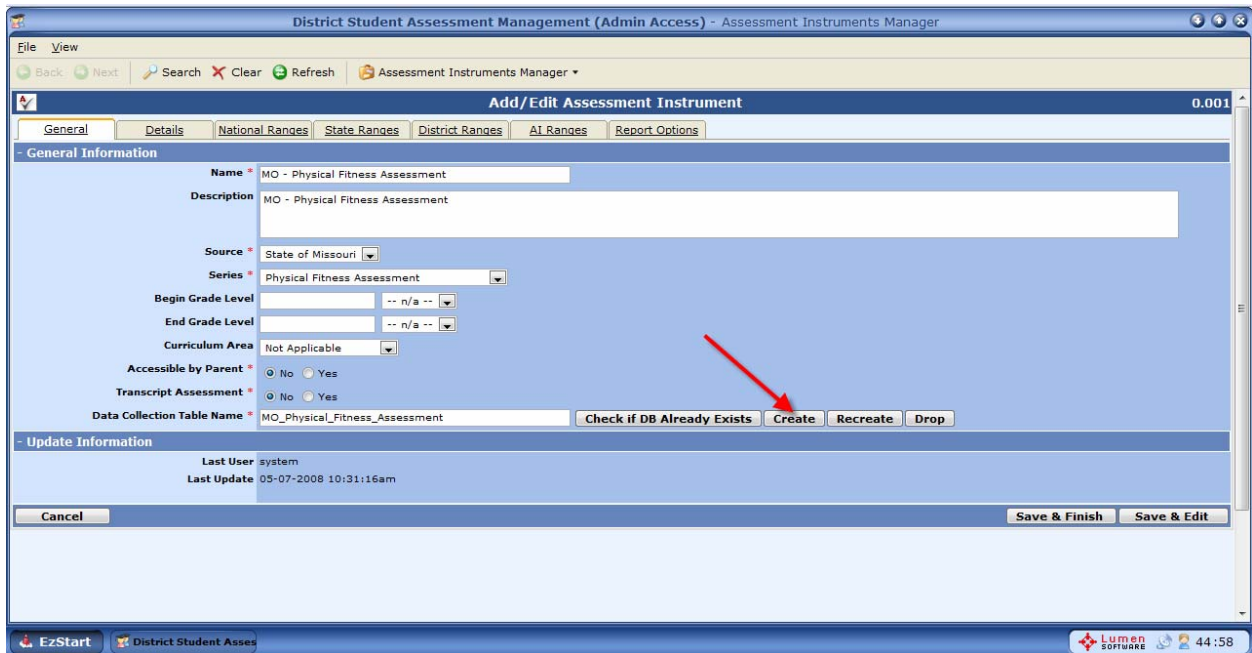 District Student Assessment Management (Admin Access) - Assessment Instruments Manager
File View
Back Next Search Clear Refresh Assessment Instruments Manager
Add/Edit Assessment Instrument 0.001
General Details National Ranges State Ranges District Ranges AI Ranges Report Options
- General Information
Name * MO - Physical Fitness Assessment
Description MO - Physical Fitness Assessment
Source * State of Missouri
Series * Physical Fitness Assessment
Begin Grade Level -- n/a --
End Grade Level -- n/a --
Curriculum Area Not Applicable
Accessible by Parent * No Yes
Transcript Assessment * No Yes
Data Collection Table Name * MO_Physical_Fitness_Assessment Check if DB Already Exists Create Recreate Drop
- Update Information
Last User system
Last Update 05-07-2008 10:31:16am
Cancel Save & Finish Save & Edit
EzStart District Student Asses Lumen SOFTWARE 44:58